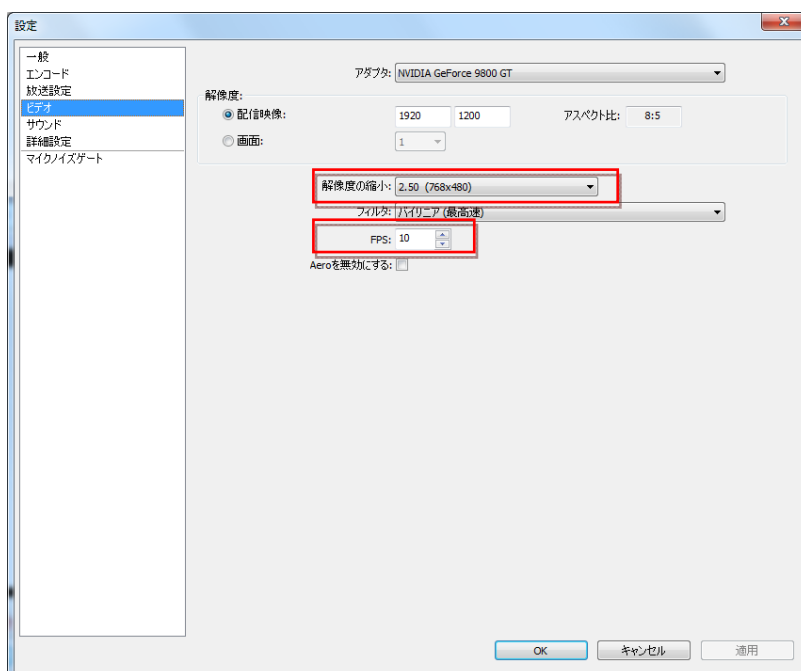 設定
一般
エンコード
放送設定
ビデオ
サウンド
詳細設定
マイクノイズゲート
アダプタ: NVIDIA GeForce 9800 GT
解像度:
配信映像: 1920 1200 アスペクト比: 8:5
画面: 1
解像度の縮小: 2.50 (768x480)
フィルタ: バイリニア (最高速)
FPS: 10
Aeroを無効にする:
OK キャンセル 適用